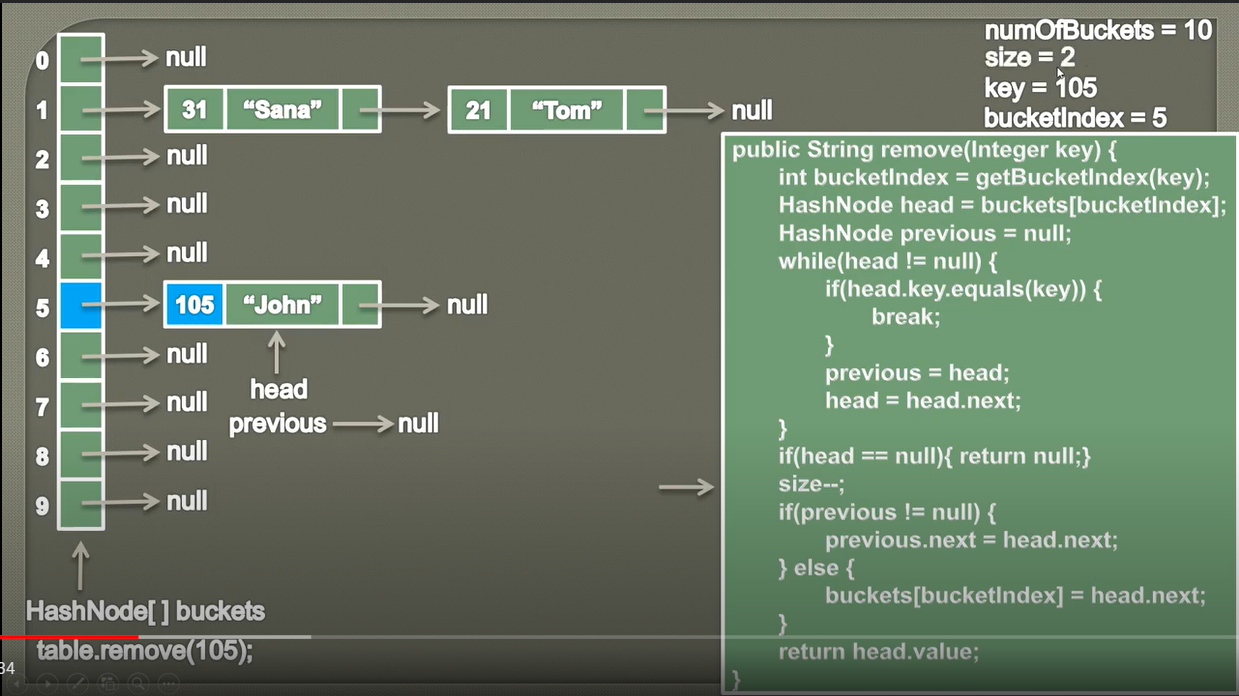 numOfBuckets = 10
size = 2
key = 105
bucketIndex = 5
0 null
1 31 “Sana” 21 “Tom” null
2 null
3 null
4 null
5 105 “John” null
6 null
7 null
8 null
9 null
head
previous null
HashNode[ ] buckets
table.remove(105);
34
public String remove(Integer key) {
int bucketIndex = getBucketIndex(key);
HashNode head = buckets[bucketIndex];
HashNode previous = null;
while(head != null) {
if(head.key.equals(key)) {
break;
}
previous = head;
head = head.next;
}
if(head == null){ return null;}
size--;
if(previous != null) {
previous.next = head.next;
} else {
buckets[bucketIndex] = head.next;
}
return head.value;
}